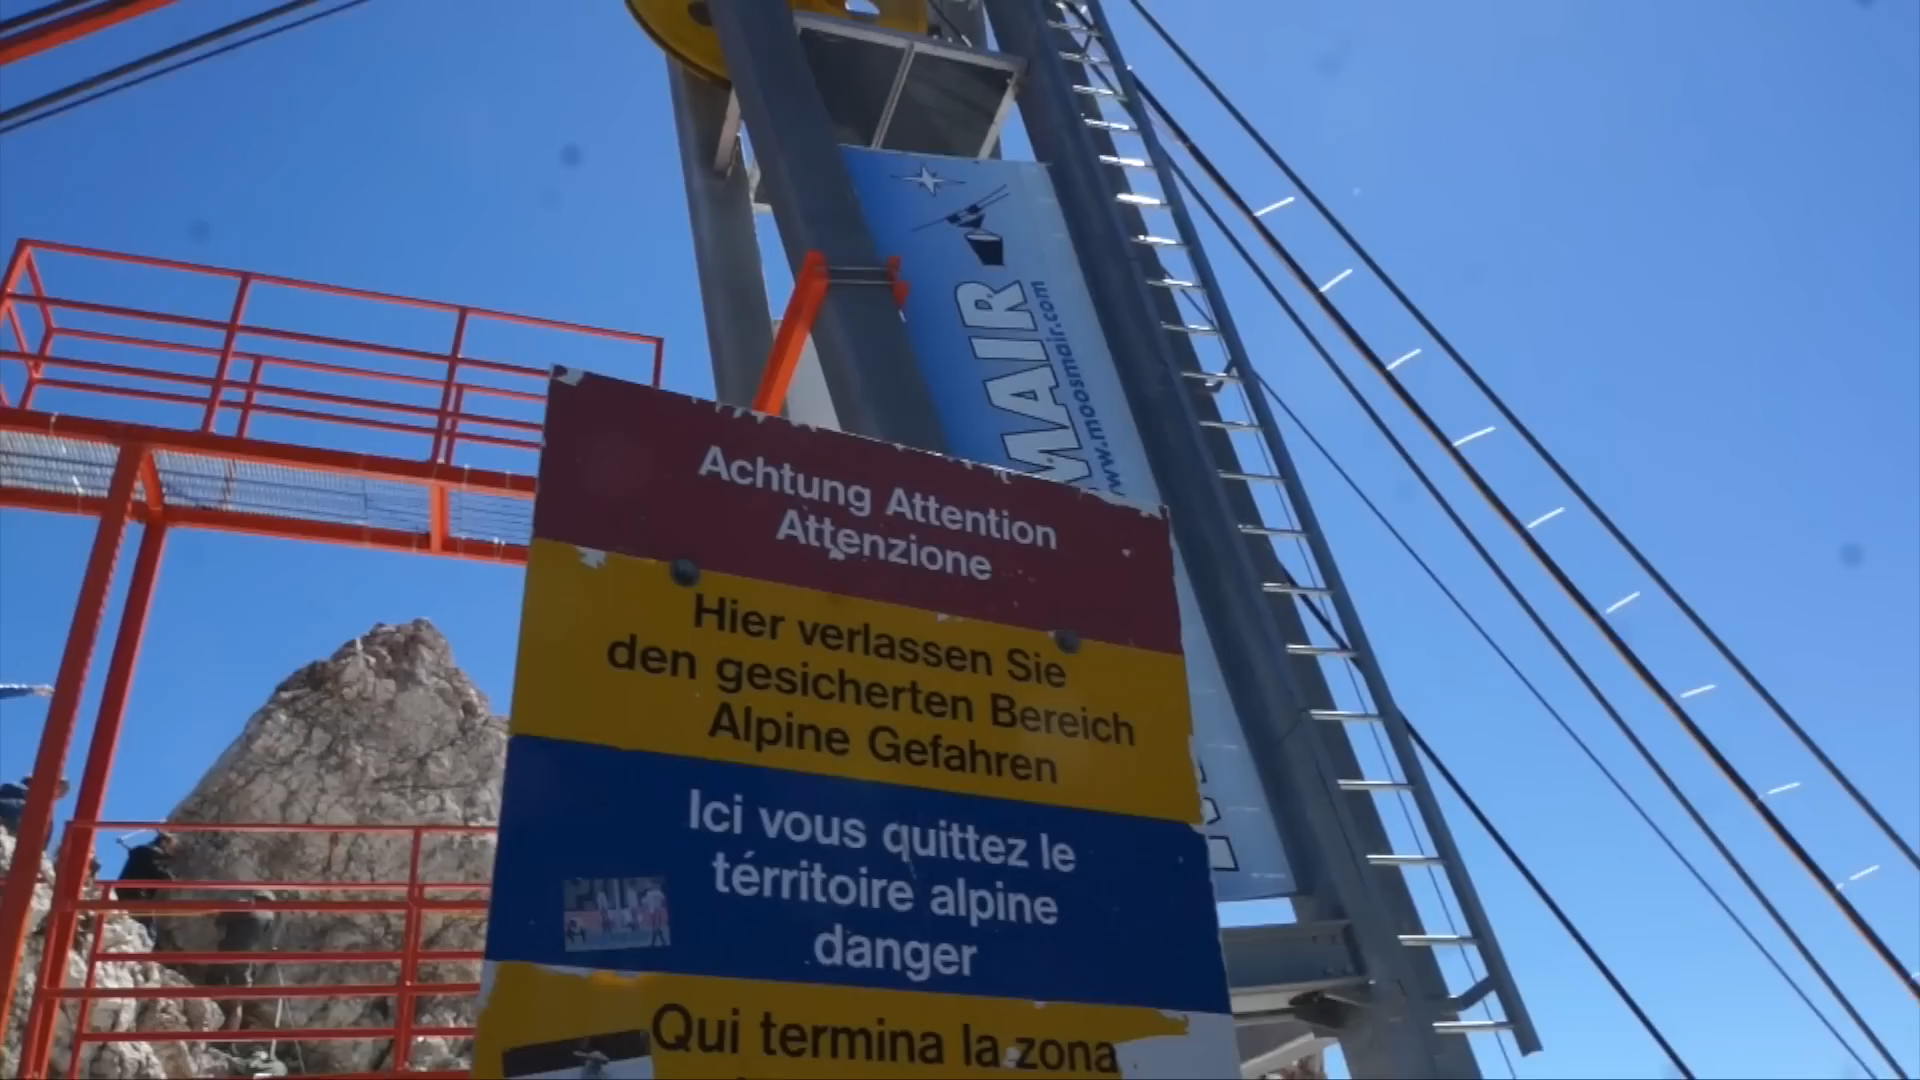 MAIR
www.moosmair.com
Achtung Attention
Attenzione
Hier verlassen Sie
den gesicherten Bereich
Alpine Gefahren
Ici vous quittez le
térritoire alpine
danger
Qui termina la zona